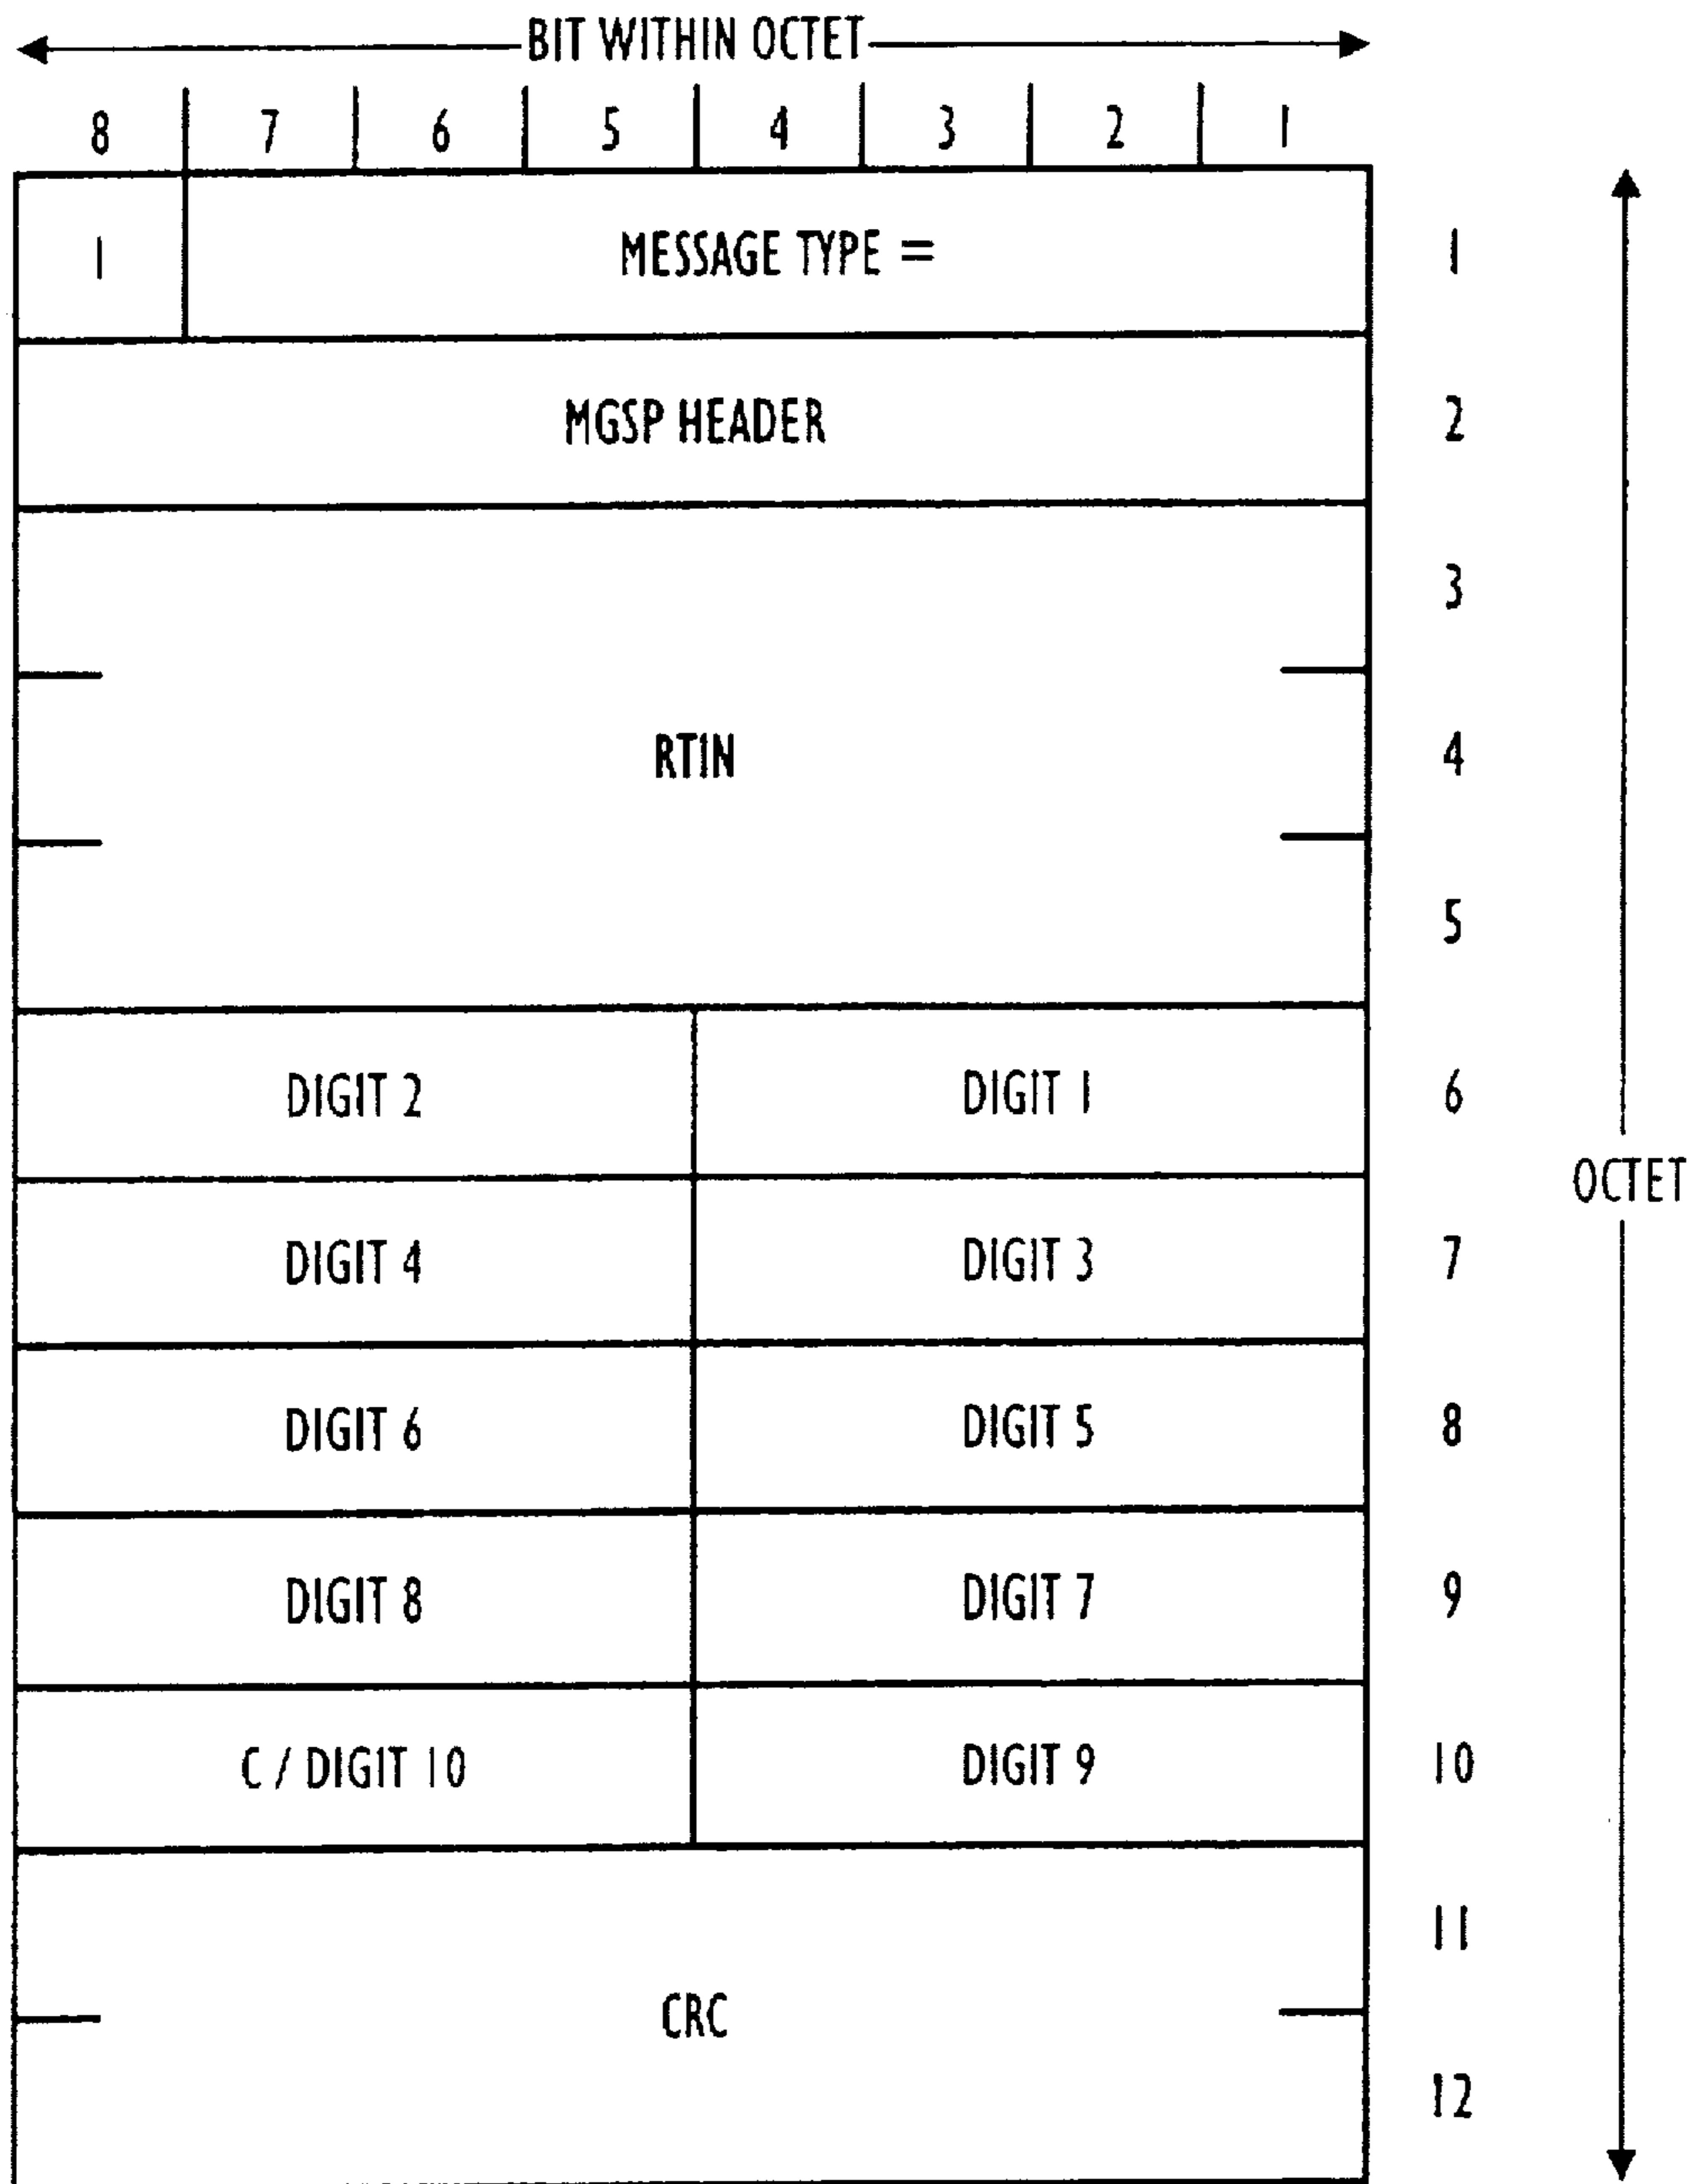 BIT WITHIN OCTET
8 7 6 5 4 3 2 1
1 MESSAGE TYPE = 1
MGSP HEADER 2
3
RTIN 4
5
DIGIT 2 DIGIT 1 6
OCTET
DIGIT 4 DIGIT 3 7
DIGIT 6 DIGIT 5 8
DIGIT 8 DIGIT 7 9
C / DIGIT 10 DIGIT 9 10
11
CRC
12